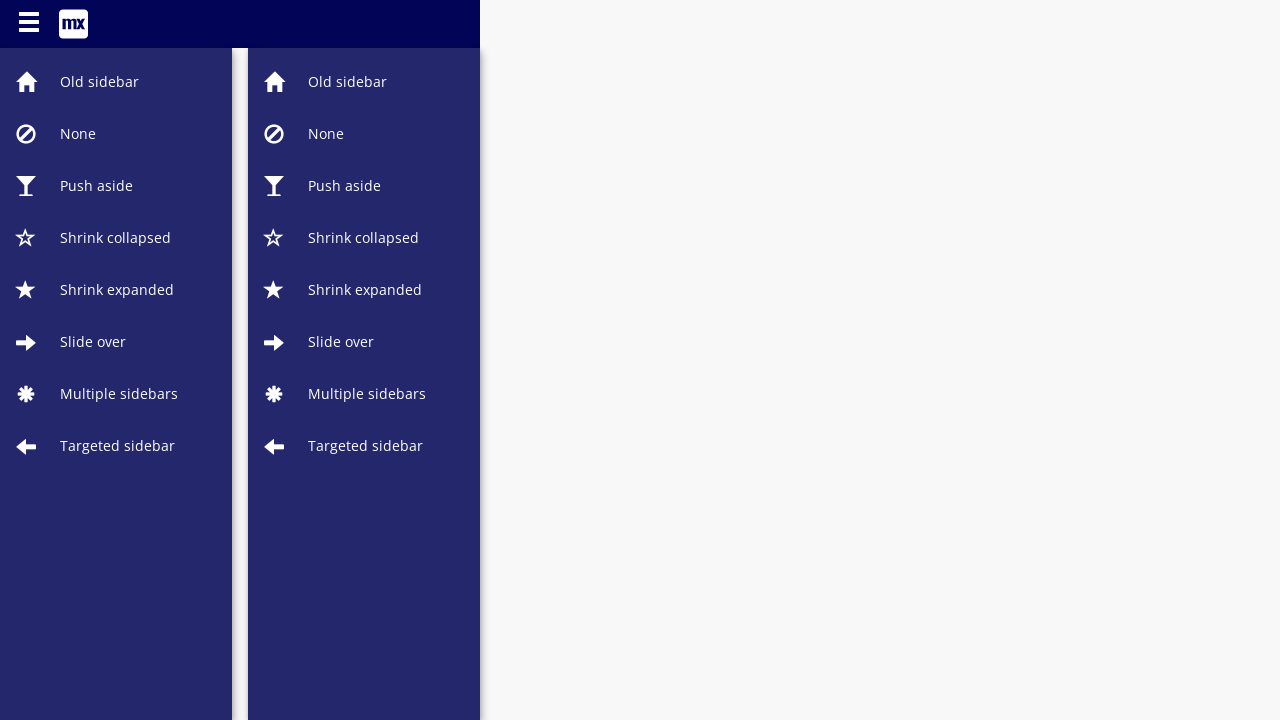 mx
Old sidebar
None
Push aside
Shrink collapsed
Shrink expanded
Slide over
Multiple sidebars
Targeted sidebar
Old sidebar
None
Push aside
Shrink collapsed
Shrink expanded
Slide over
Multiple sidebars
Targeted sidebar